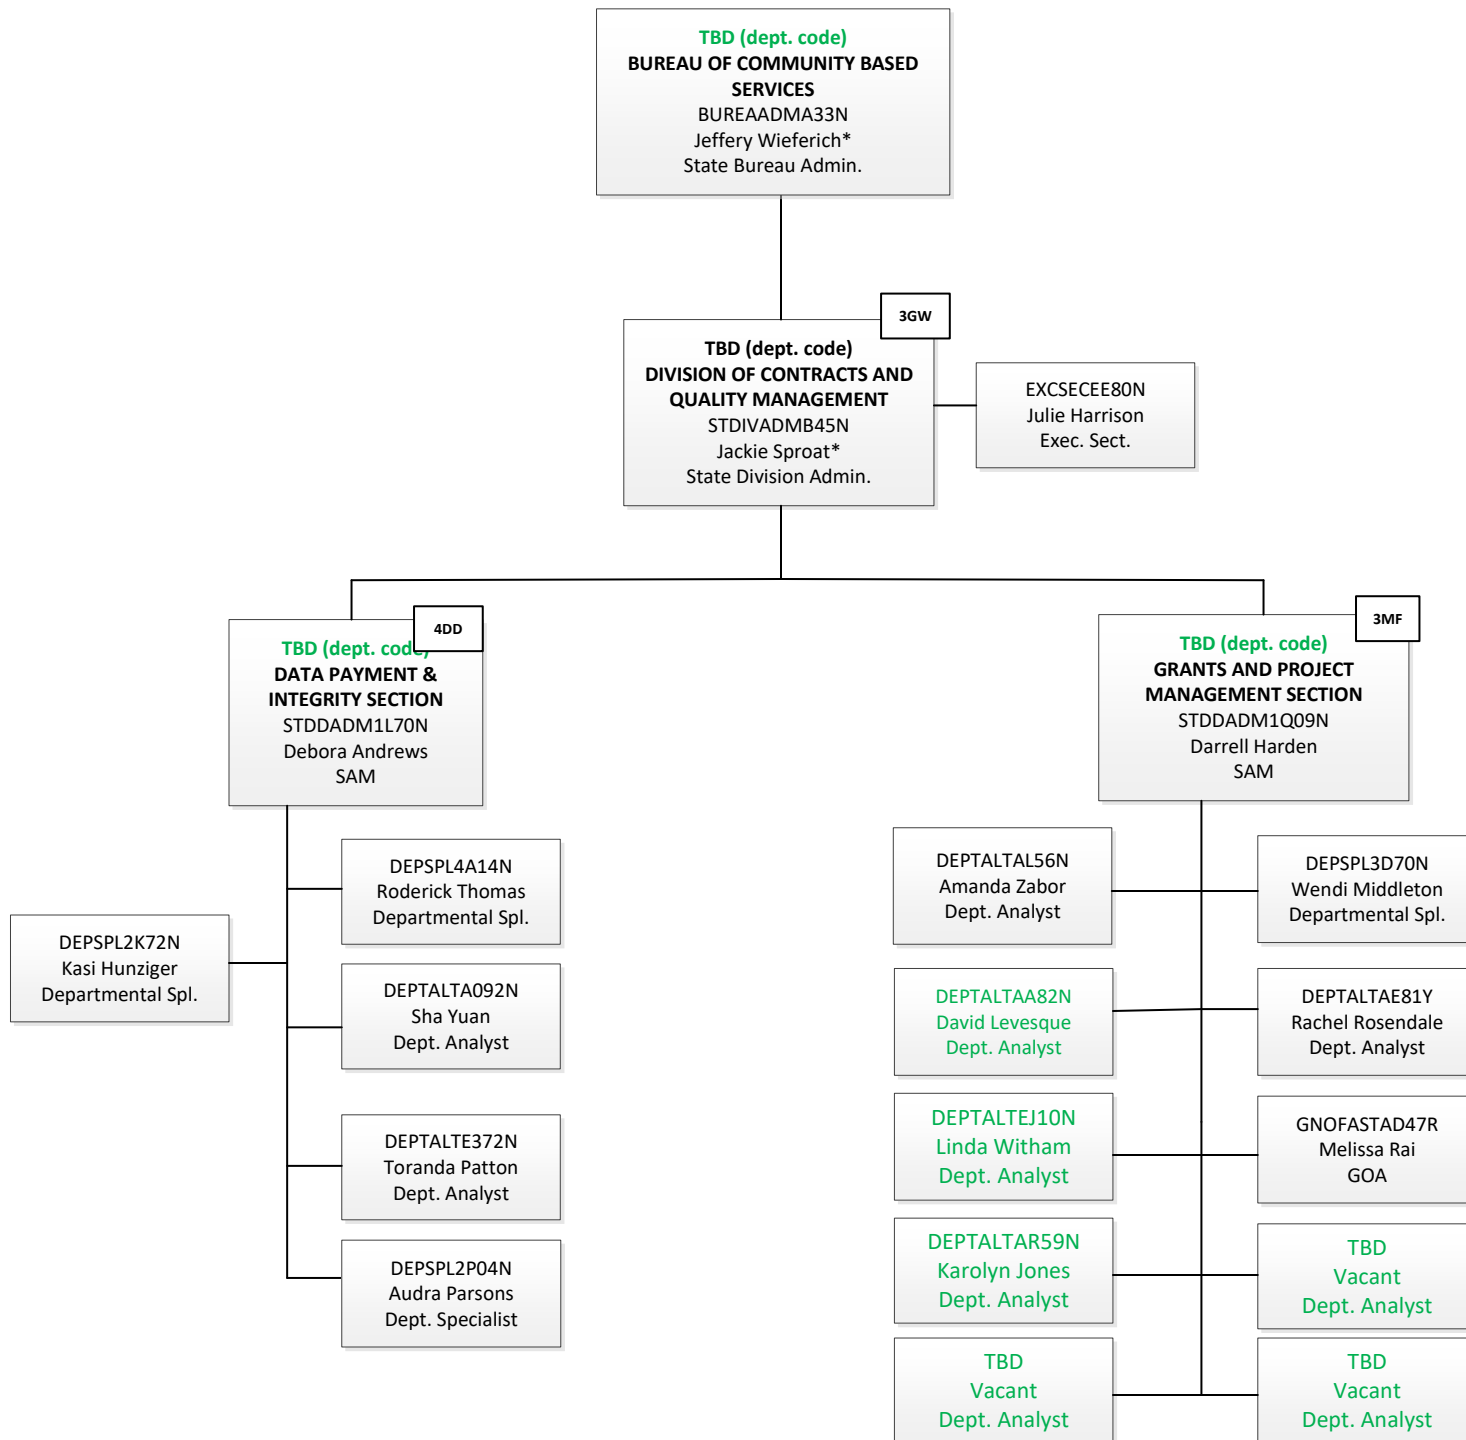 TBD (dept. code)
BUREAU OF COMMUNITY BASED
SERVICES
BUREAADMA33N
Jeffery Wieferich*
State Bureau Admin.
3GW
TBD (dept. code)
DIVISION OF CONTRACTS AND
QUALITY MANAGEMENT
STDIVADMB45N
Jackie Sproat*
State Division Admin.
EXCSECEE80N
Julie Harrison
Exec. Sect.
4DD
TBD (dept. code)
DATA PAYMENT &
INTEGRITY SECTION
STDDADM1L70N
Debora Andrews
SAM
3MF
TBD (dept. code)
GRANTS AND PROJECT
MANAGEMENT SECTION
STDDADM1Q09N
Darrell Harden
SAM
DEPSPL2K72N
Kasi Hunziger
Departmental Spl.
DEPSPL4A14N
Roderick Thomas
Departmental Spl.
DEPTALTA092N
Sha Yuan
Dept. Analyst
DEPTALTE372N
Toranda Patton
Dept. Analyst
DEPSPL2P04N
Audra Parsons
Dept. Specialist
DEPTALTAL56N
Amanda Zabor
Dept. Analyst
DEPSPL3D70N
Wendi Middleton
Departmental Spl.
DEPTALTAA82N
David Levesque
Dept. Analyst
DEPTALTAE81Y
Rachel Rosendale
Dept. Analyst
DEPTALTEJ10N
Linda Witham
Dept. Analyst
GNOFASTAD47R
Melissa Rai
GOA
DEPTALTAR59N
Karolyn Jones
Dept. Analyst
TBD
Vacant
Dept. Analyst
TBD
Vacant
Dept. Analyst
TBD
Vacant
Dept. Analyst